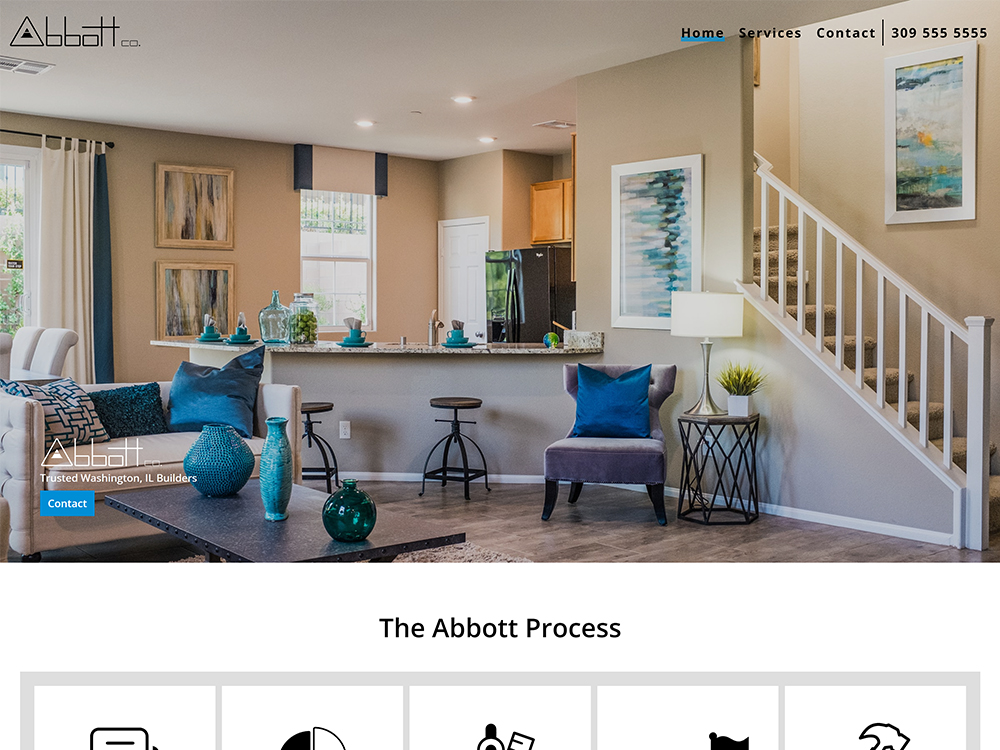 Abbott co.
Home Services Contact 309 555 5555
Abbott co.
Trusted Washington, IL Builders
Contact
The Abbott Process